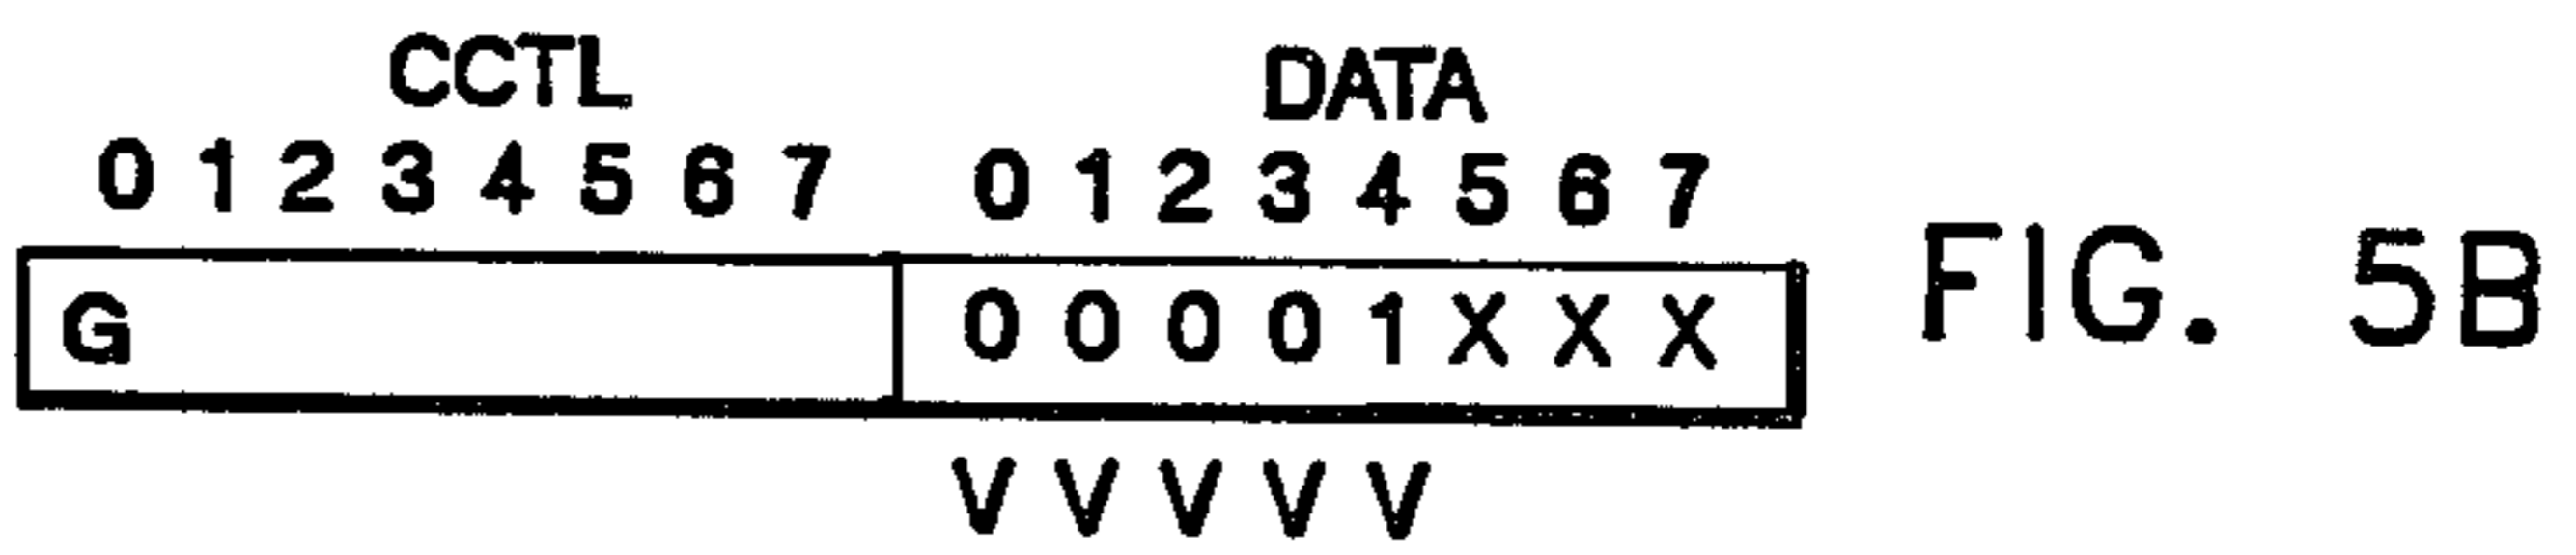 CCTL DATA
0 1 2 3 4 5 6 7 0 1 2 3 4 5 6 7
G 0 0 0 0 1 X X X FIG. 5B
V V V V V